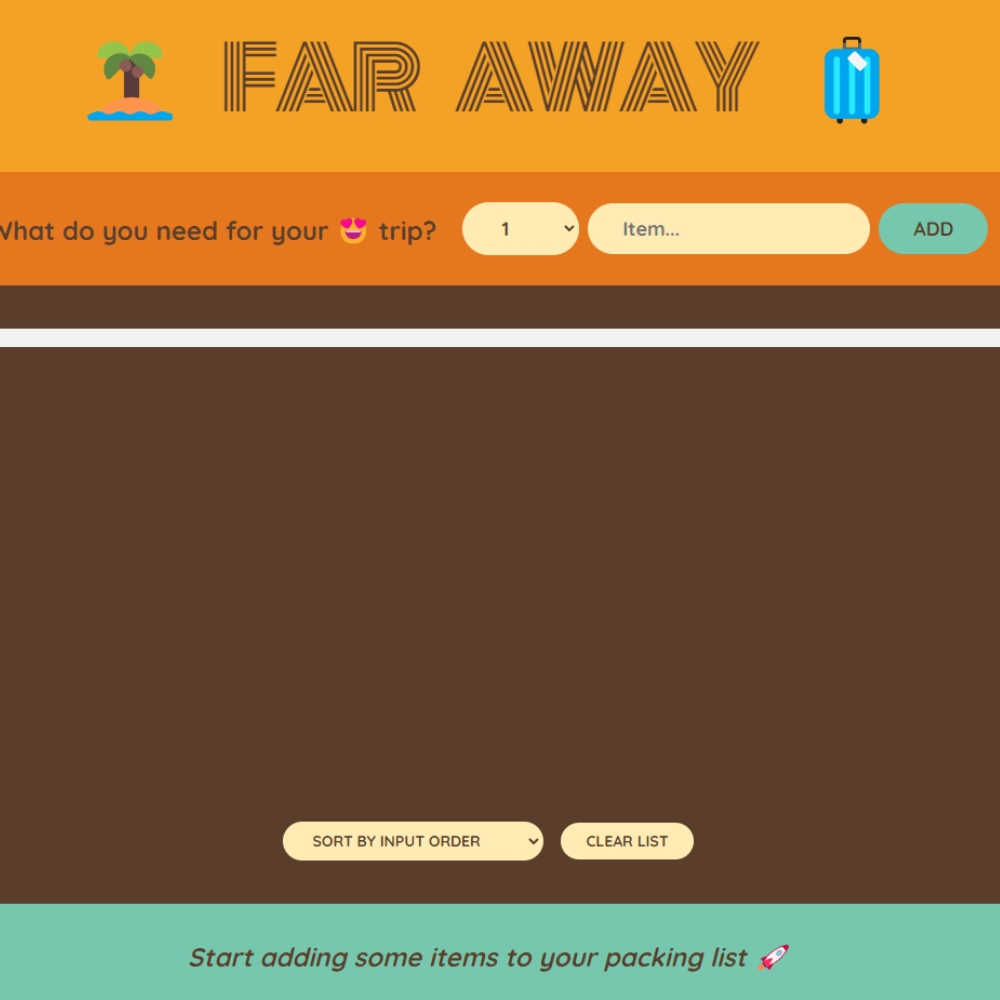 FAR AWAY
What do you need for your 😍 trip?
1
Item...
ADD
SORT BY INPUT ORDER
CLEAR LIST
Start adding some items to your packing list 🚀